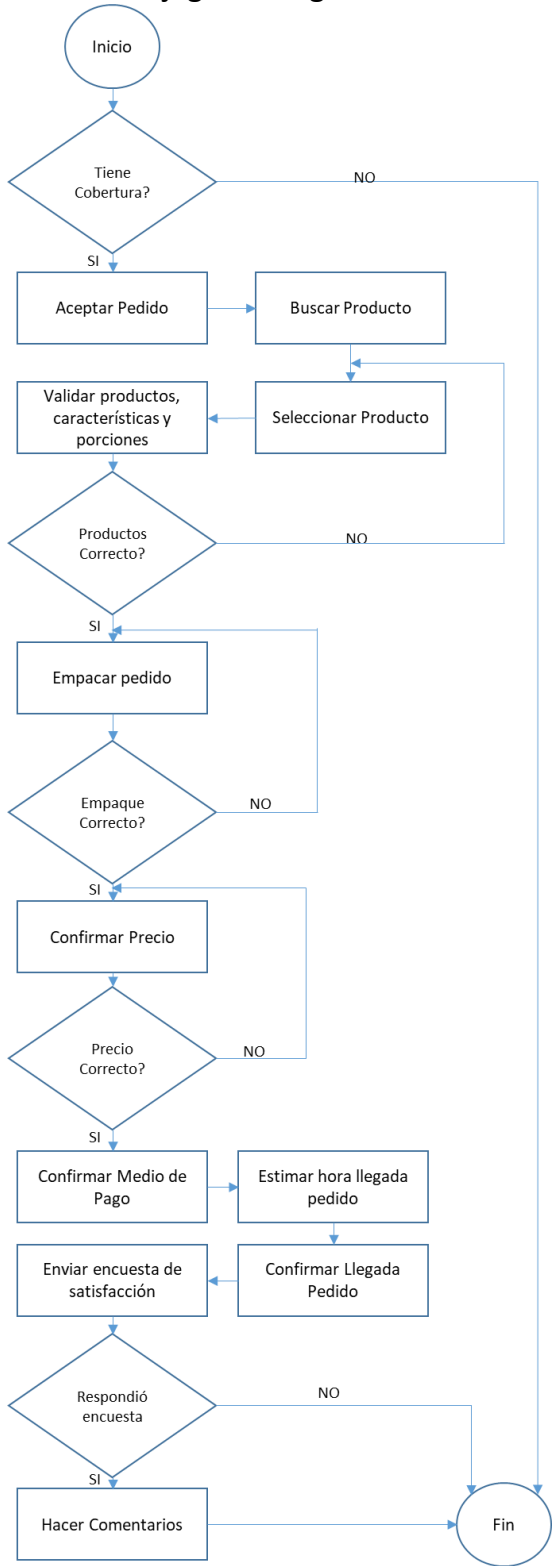 Inicio
Tiene
Cobertura?
NO
SI
Aceptar Pedido
Buscar Producto
Validar productos,
características y
porciones
Seleccionar Producto
Productos
Correcto?
NO
SI
Empacar pedido
Empaque
Correcto?
NO
SI
Confirmar Precio
Precio
Correcto?
NO
SI
Confirmar Medio de
Pago
Estimar hora llegada
pedido
Enviar encuesta de
satisfacción
Confirmar Llegada
Pedido
Respondió
encuesta
NO
SI
Hacer Comentarios
Fin